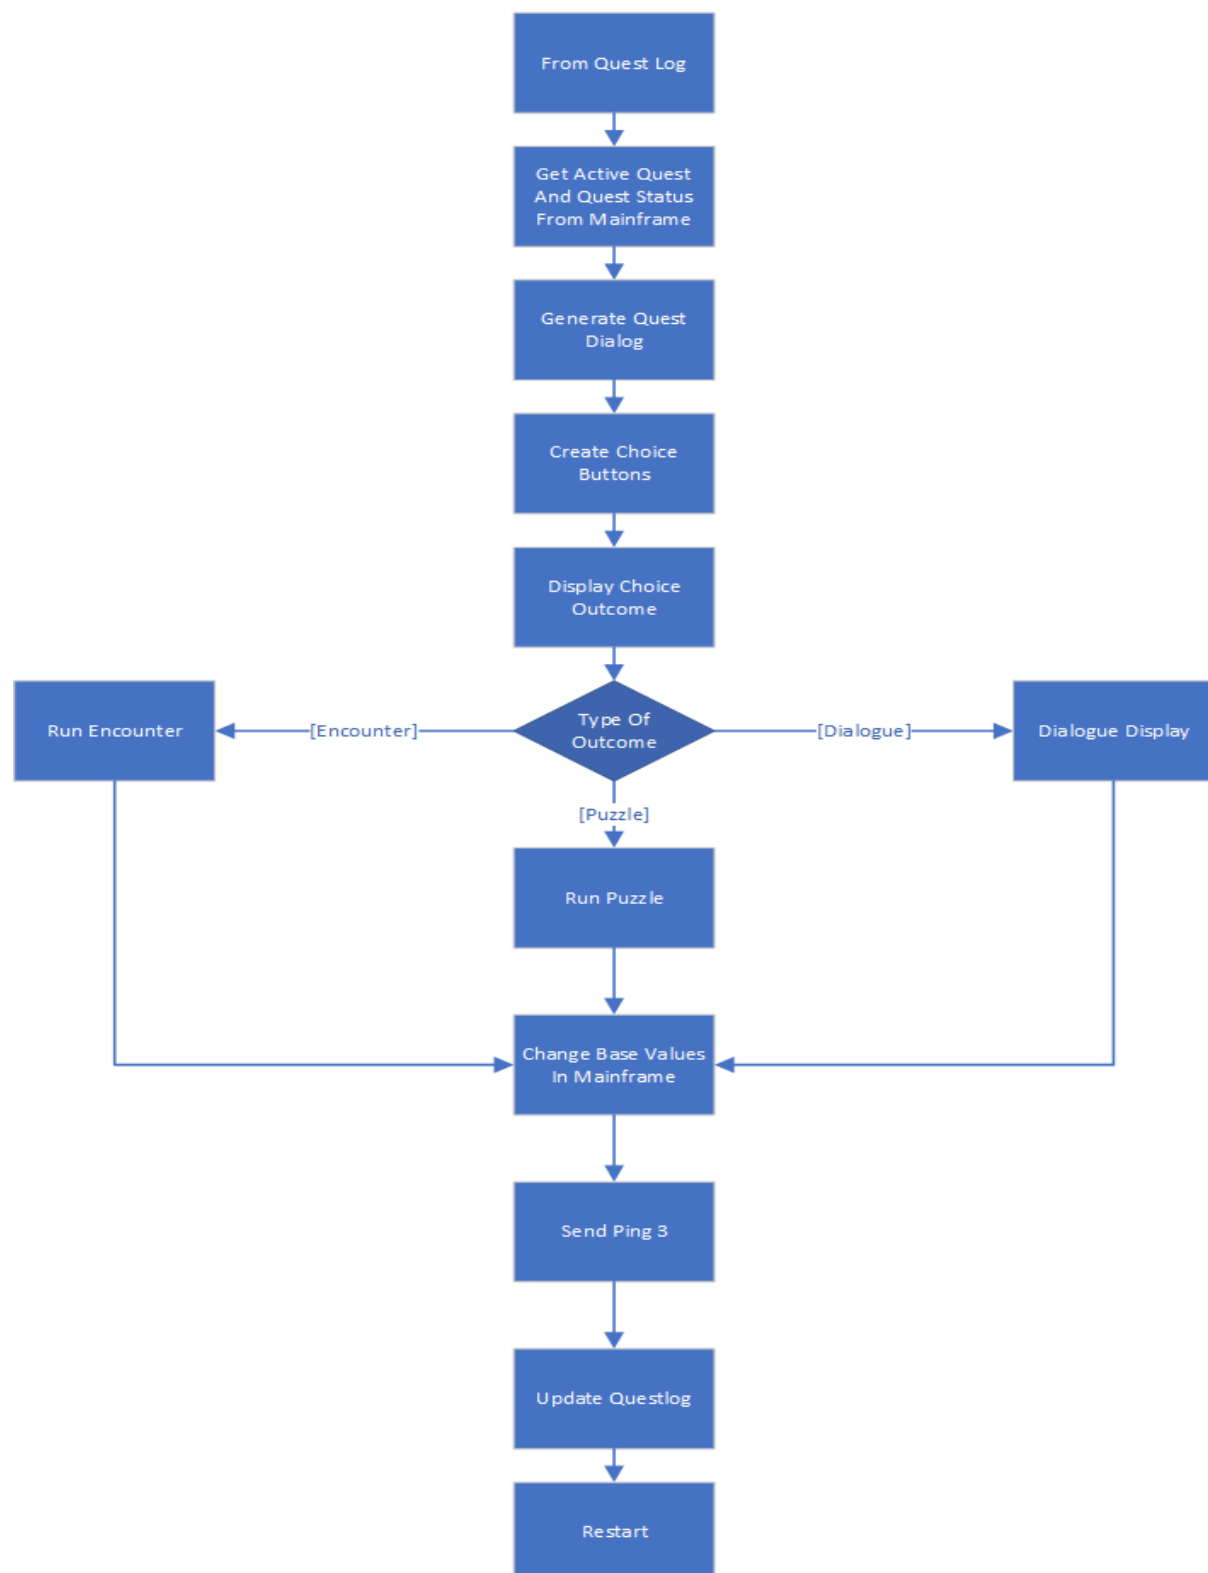 From Quest Log
Get Active Quest
And Quest Status
From Mainframe
Generate Quest
Dialog
Create Choice
Buttons
Display Choice
Outcome
Type Of
Outcome
Run Encounter
[Encounter]
[Dialogue]
Dialogue Display
[Puzzle]
Run Puzzle
Change Base Values
In Mainframe
Send Ping 3
Update Questlog
Restart